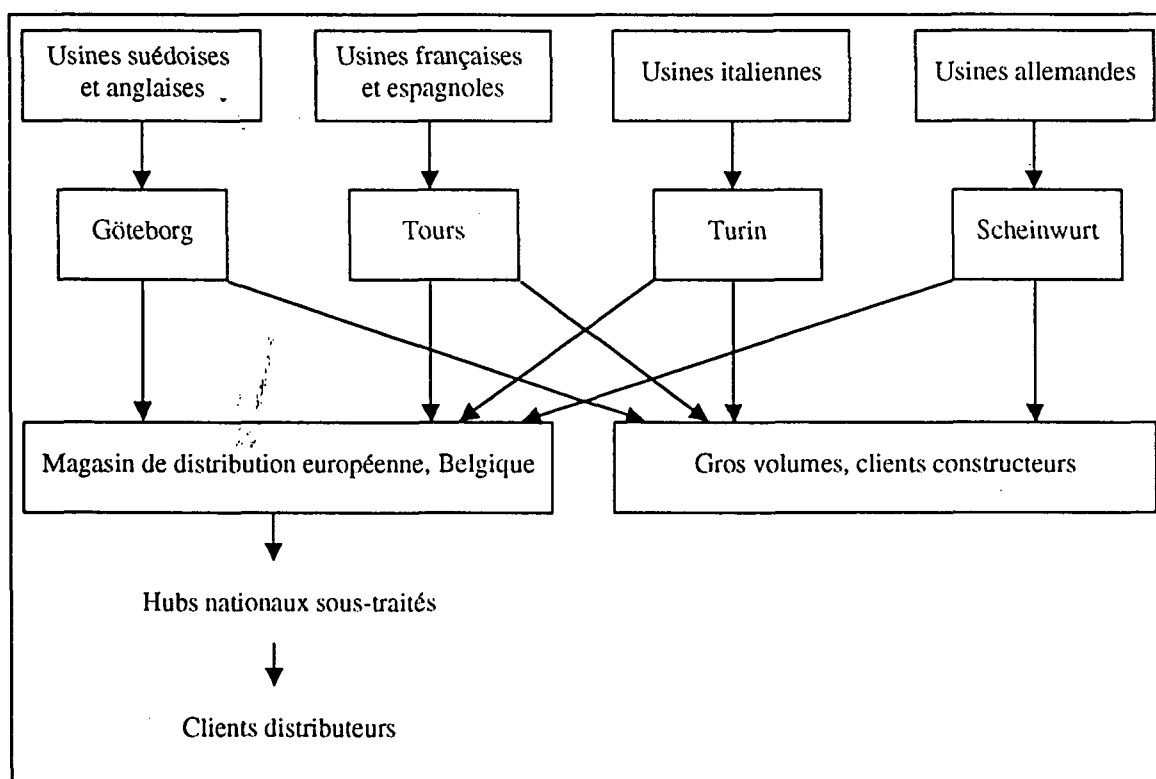 Usines suédoises
et anglaises
Usines françaises
et espagnoles
Usines italiennes
Usines allemandes
Göteborg
Tours
Turin
Scheinwurt
Magasin de distribution européenne, Belgique
Gros volumes, clients constructeurs
Hubs nationaux sous-traités
Clients distributeurs